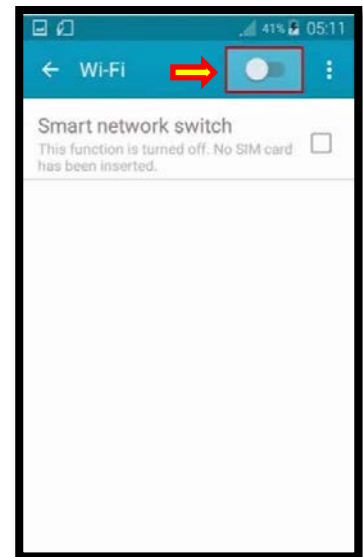 41% 05:11
Wi-Fi
Smart network switch
This function is turned off. No SIM card
has been inserted.